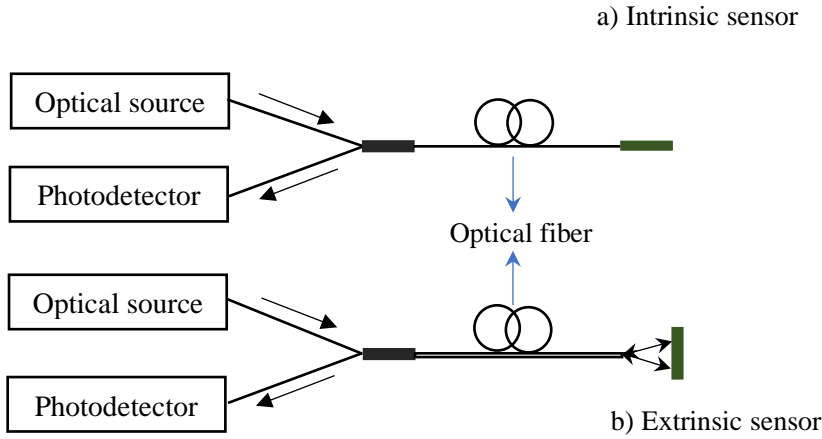 a) Intrinsic sensor
Optical source
Photodetector
Optical fiber
Optical source
Photodetector
b) Extrinsic sensor